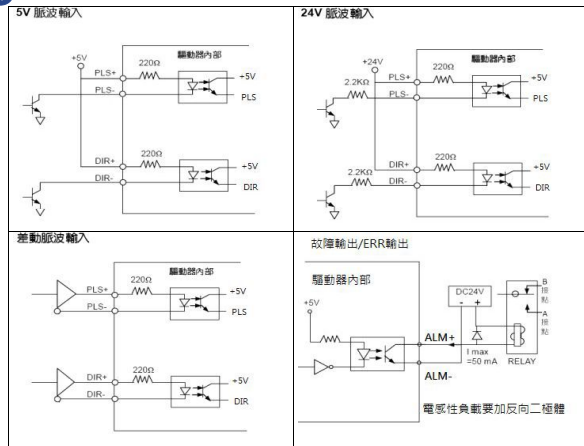 5V 脈波輸入
+5V
220Ω
驅動器內部
PLS+
+5V
PLS-
PLS
220Ω
DIR+
+5V
DIR-
DIR
24V 脈波輸入
+24V
220Ω
驅動器內部
PLS+
+5V
2.2KΩ
PLS-
PLS
220Ω
DIR+
+5V
2.2KΩ
DIR-
DIR
差動脈波輸入
220Ω
驅動器內部
PLS+
+5V
PLS-
PLS
220Ω
DIR+
+5V
DIR-
DIR
故障輸出/ERR輸出
驅動器內部
+5V
DC24V
- +
B接點
A接點
ALM+
I max
=50 mA
RELAY
ALM-
電感性負載要加反向二極體